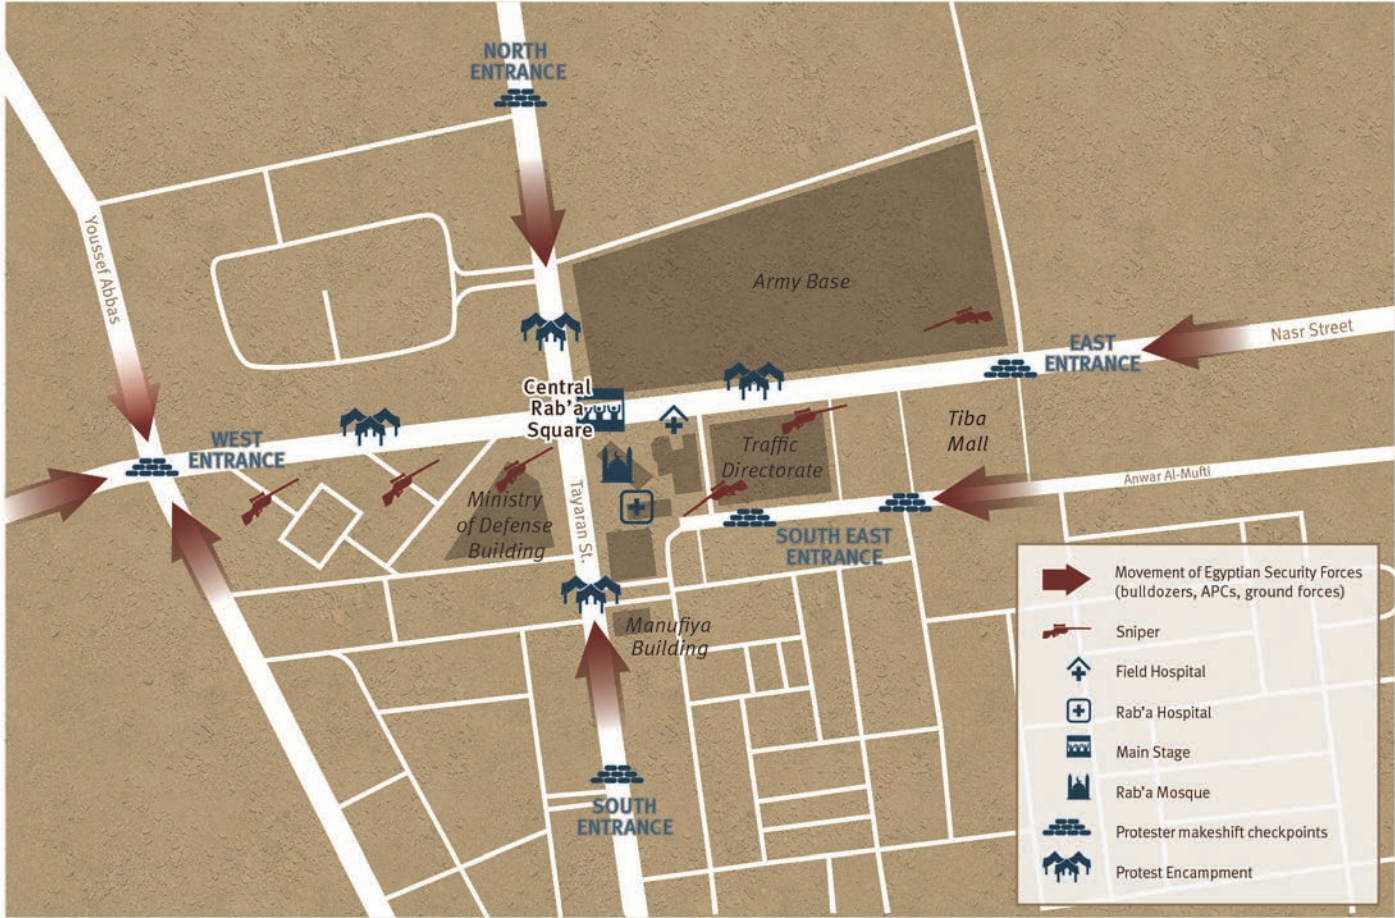 NORTH
ENTRANCE
Youssef Abbas
Army Base
Nasr Street
EAST
ENTRANCE
Central
Rab'a
Square
WEST
ENTRANCE
Tiba
Mall
Traffic
Directorate
Anwar Al-Mufti
Ministry
of Defense
Building
Tayaran St.
SOUTH EAST
ENTRANCE
Manufiya
Building
SOUTH
ENTRANCE
Movement of Egyptian Security Forces
(bulldozers, APCs, ground forces)
Sniper
Field Hospital
Rab'a Hospital
Main Stage
Rab'a Mosque
Protester makeshift checkpoints
Protest Encampment